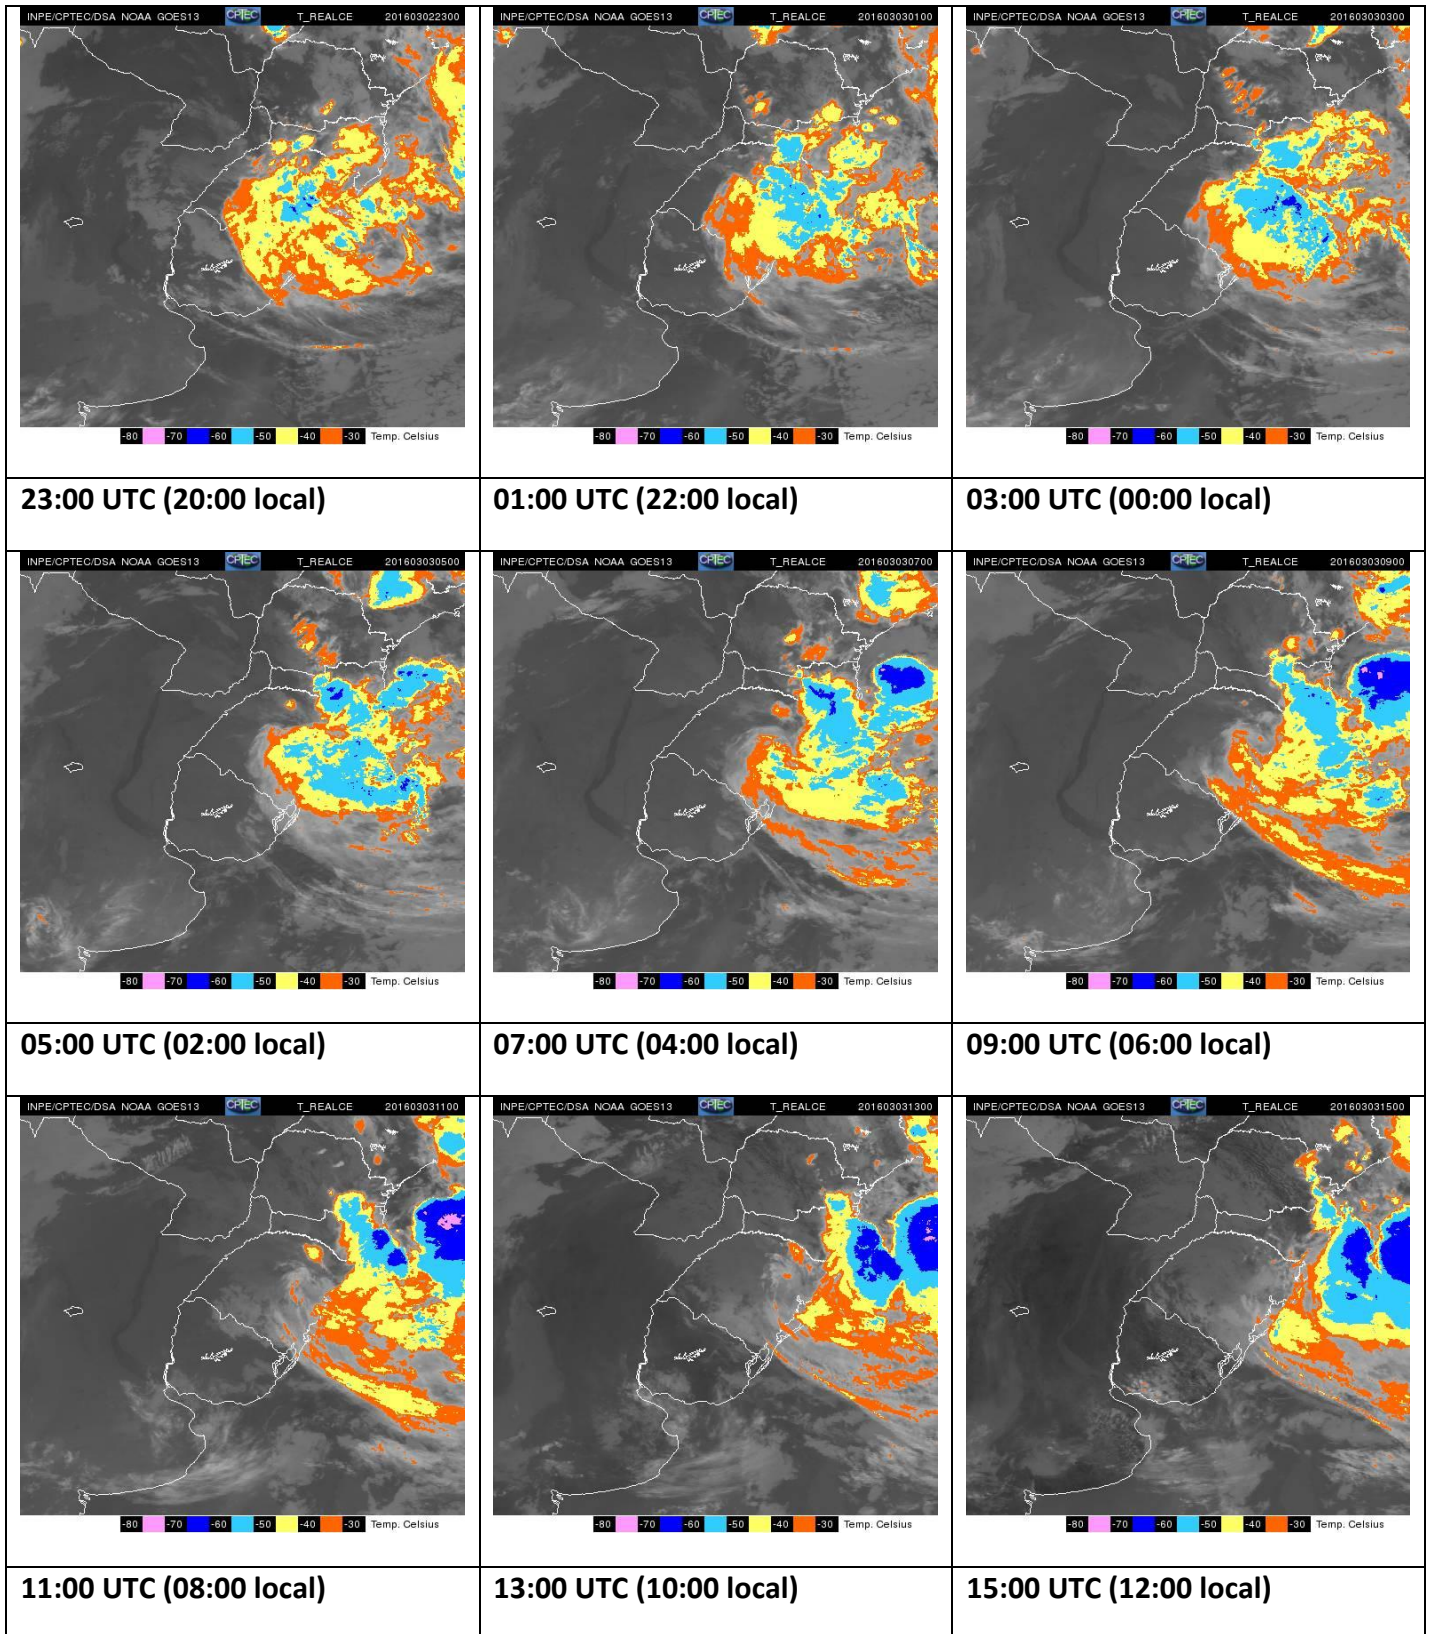 INPE/CPTEC/DSA NOAA GOES13 CPTEC T_REALCE 201603022300
-80 -70 -60 -50 -40 -30 Temp. Celsius
23:00 UTC (20:00 local)
INPE/CPTEC/DSA NOAA GOES13 CPTEC T_REALCE 201603030100
-80 -70 -60 -50 -40 -30 Temp. Celsius
01:00 UTC (22:00 local)
INPE/CPTEC/DSA NOAA GOES13 CPTEC T_REALCE 201603030300
-80 -70 -60 -50 -40 -30 Temp. Celsius
03:00 UTC (00:00 local)
INPE/CPTEC/DSA NOAA GOES13 CPTEC T_REALCE 201603030500
-80 -70 -60 -50 -40 -30 Temp. Celsius
05:00 UTC (02:00 local)
INPE/CPTEC/DSA NOAA GOES13 CPTEC T_REALCE 201603030700
-80 -70 -60 -50 -40 -30 Temp. Celsius
07:00 UTC (04:00 local)
INPE/CPTEC/DSA NOAA GOES13 CPTEC T_REALCE 201603030900
-80 -70 -60 -50 -40 -30 Temp. Celsius
09:00 UTC (06:00 local)
INPE/CPTEC/DSA NOAA GOES13 CPTEC T_REALCE 201603031100
-80 -70 -60 -50 -40 -30 Temp. Celsius
11:00 UTC (08:00 local)
INPE/CPTEC/DSA NOAA GOES13 CPTEC T_REALCE 201603031300
-80 -70 -60 -50 -40 -30 Temp. Celsius
13:00 UTC (10:00 local)
INPE/CPTEC/DSA NOAA GOES13 CPTEC T_REALCE 201603031500
-80 -70 -60 -50 -40 -30 Temp. Celsius
15:00 UTC (12:00 local)